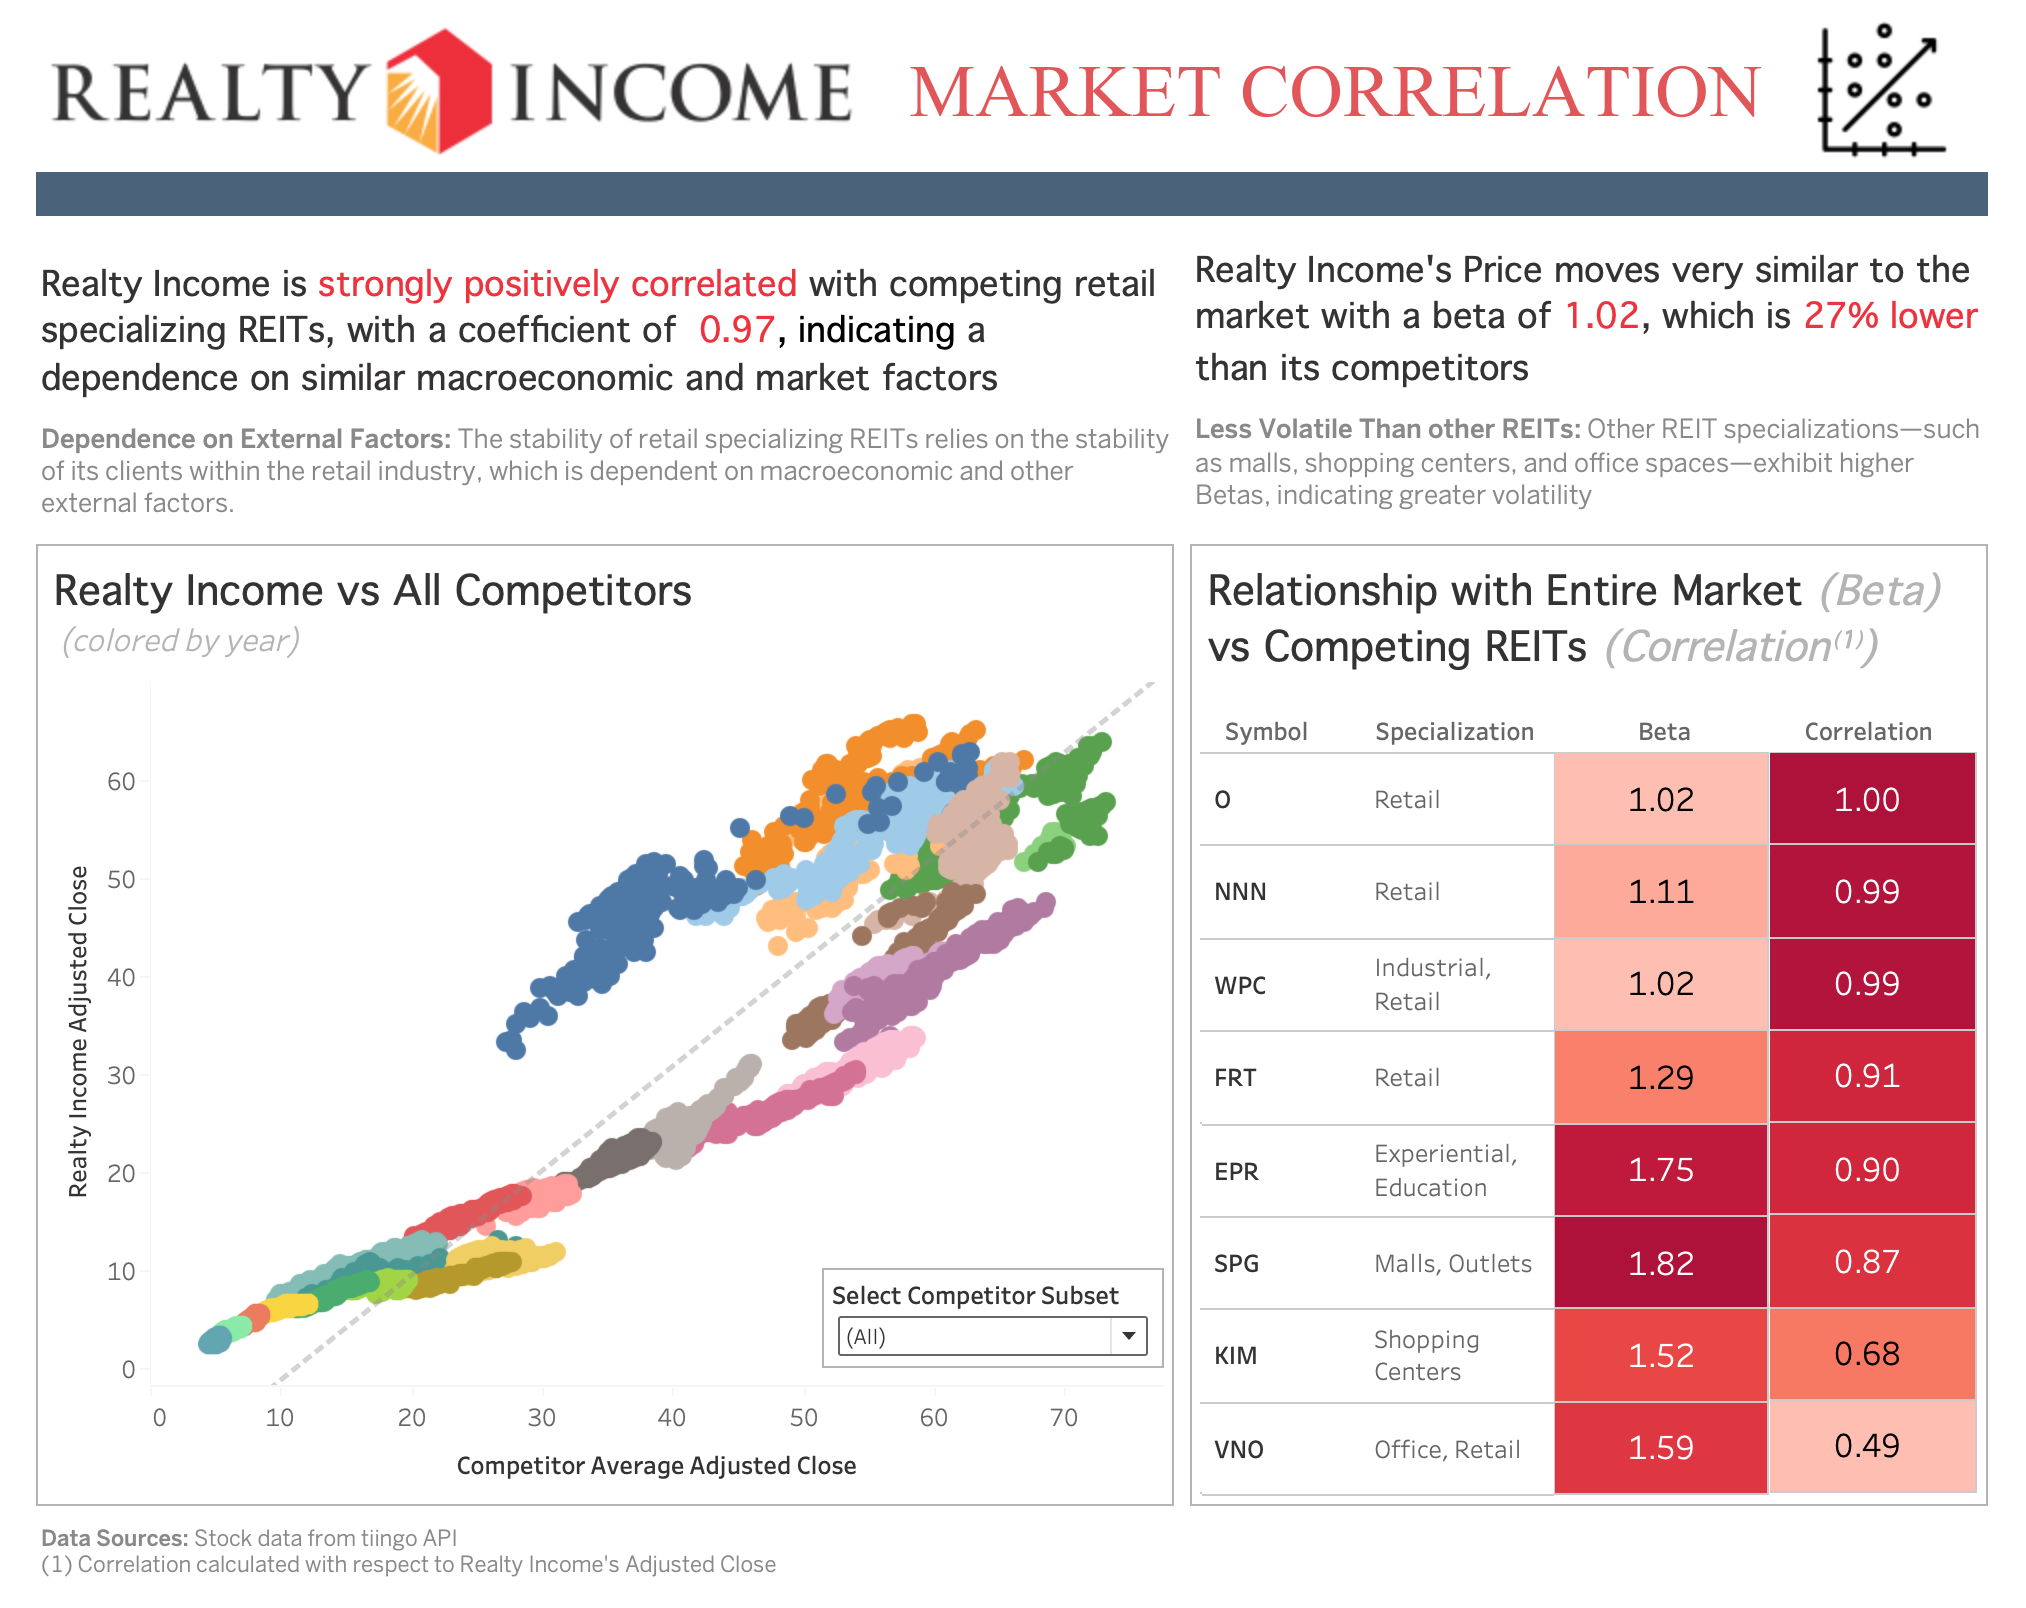 REALTY INCOME
MARKET CORRELATION
Realty Income is strongly positively correlated with competing retail
specializing REITs, with a coefficient of 0.97, indicating a
dependence on similar macroeconomic and market factors
Dependence on External Factors: The stability of retail specializing REITs relies on the stability
of its clients within the retail industry, which is dependent on macroeconomic and other
external factors.
Realty Income's Price moves very similar to the
market with a beta of 1.02, which is 27% lower
than its competitors
Less Volatile Than other REITs: Other REIT specializations—such
as malls, shopping centers, and office spaces—exhibit higher
Betas, indicating greater volatility
Realty Income vs All Competitors
(colored by year)
Realty Income Adjusted Close
60
50
40
30
20
10
0
0 10 20 30 40 50 60 70
Competitor Average Adjusted Close
Select Competitor Subset
(All)
Relationship with Entire Market (Beta)
vs Competing REITs (Correlation⁽¹⁾)
Symbol Specialization Beta Correlation
O Retail 1.02 1.00
NNN Retail 1.11 0.99
WPC Industrial, Retail 1.02 0.99
FRT Retail 1.29 0.91
EPR Experiential, Education 1.75 0.90
SPG Malls, Outlets 1.82 0.87
KIM Shopping Centers 1.52 0.68
VNO Office, Retail 1.59 0.49
Data Sources: Stock data from tiingo API
(1) Correlation calculated with respect to Realty Income's Adjusted Close